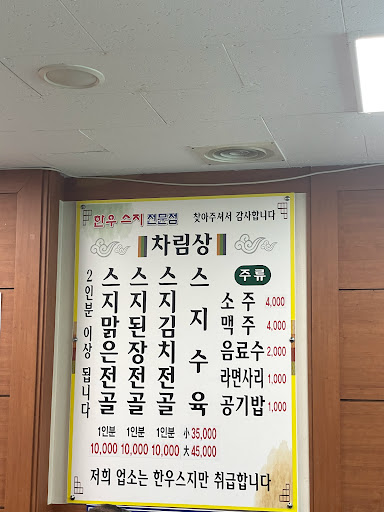 한우 스지 전문점 찾아주셔서 감사합니다
차림상
2인분 이상 됩니다
스지맑은전골
1인분
10,000
스지된장전골
1인분
10,000
스지김치전골
1인분
10,000
스지수육
小 35,000
大 45,000
주류
소주 4,000
맥주 4,000
음료수 2,000
라면사리 1,000
공기밥 1,000
저희 업소는 한우스지만 취급합니다